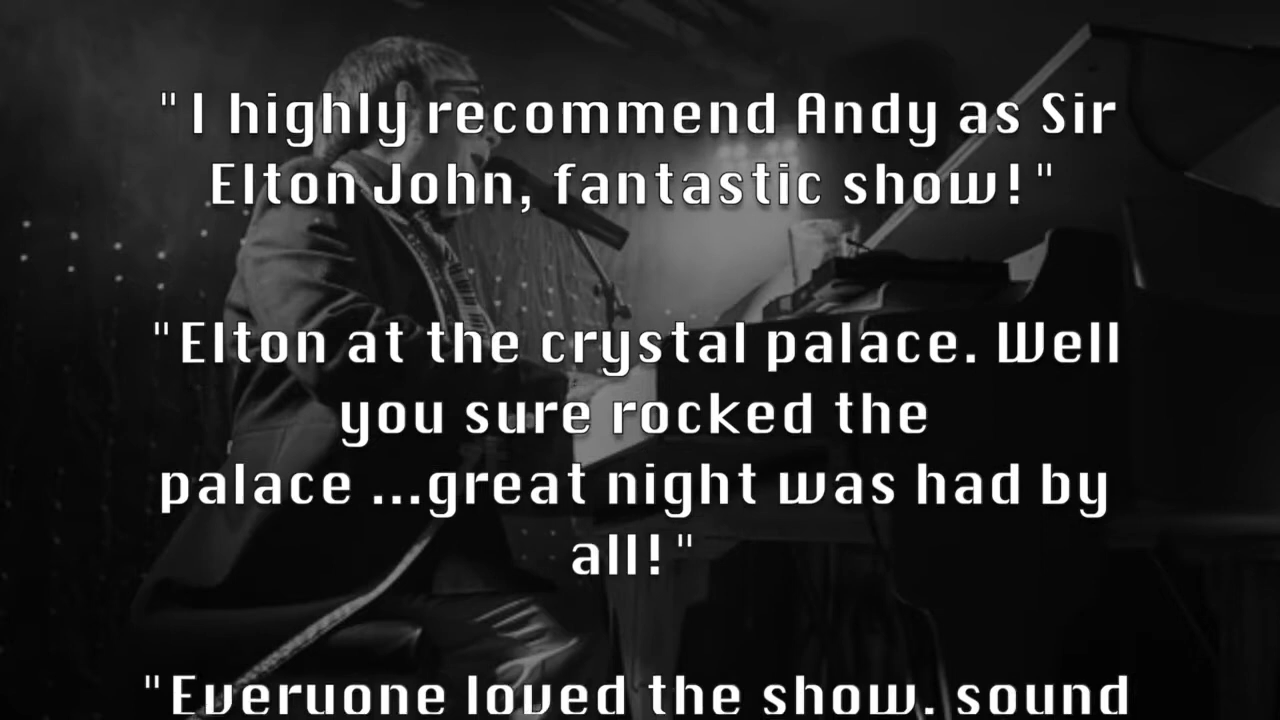 "I highly recommend Andy as Sir
Elton John, fantastic show!"
"Elton at the crystal palace. Well
you sure rocked the
palace ...great night was had by
all!"
"Everyone loved the show. sound